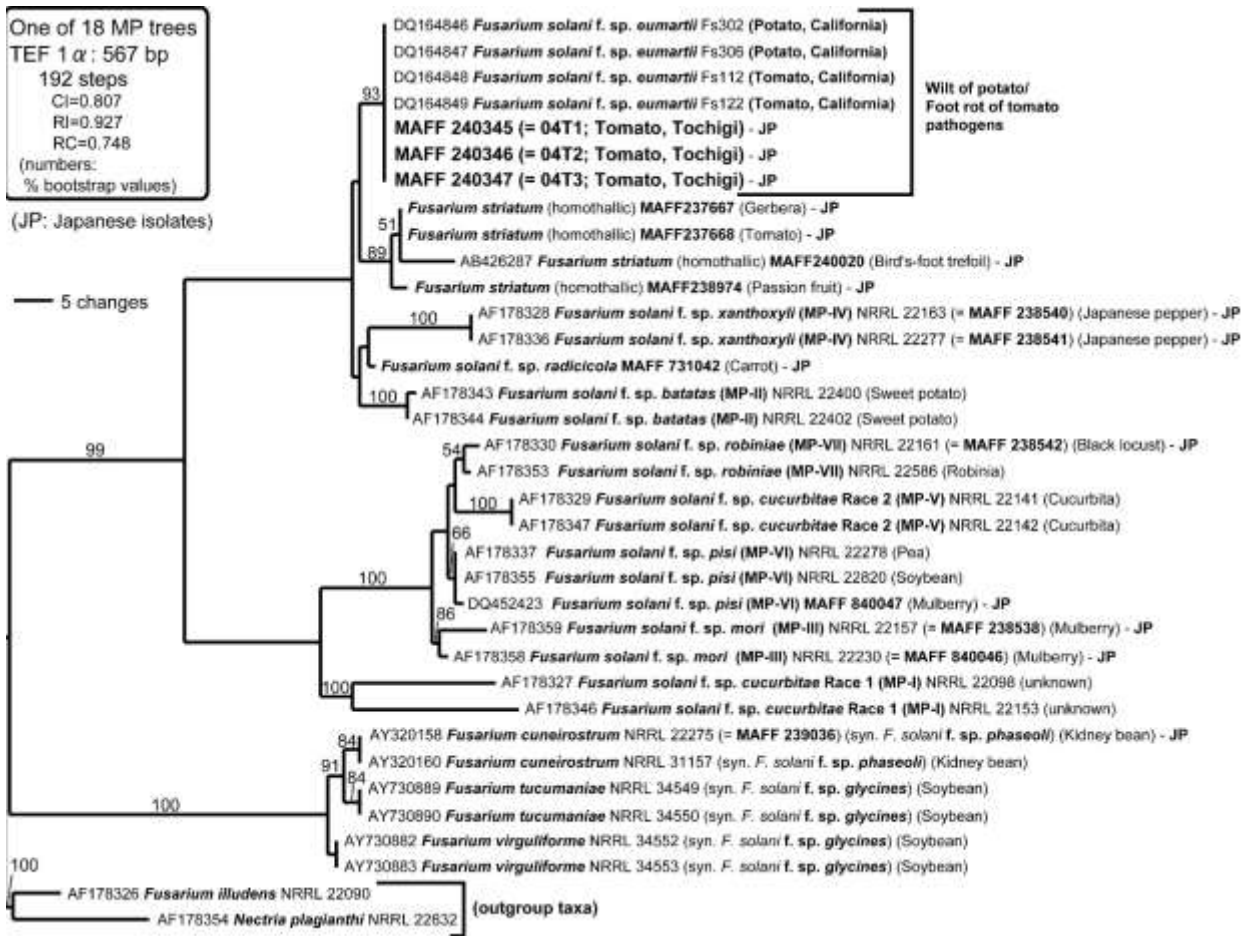 One of 18 MP trees
TEF 1 α : 567 bp
192 steps
CI=0.807
RI=0.927
RC=0.748
(numbers:
% bootstrap values)
(JP: Japanese isolates)
5 changes
DQ164846 Fusarium solani f. sp. eumartii Fs302 (Potato, California)
DQ164847 Fusarium solani f. sp. eumartii Fs306 (Potato, California)
DQ164848 Fusarium solani f. sp. eumartii Fs112 (Tomato, California)
93
DQ164849 Fusarium solani f. sp. eumartii Fs122 (Tomato, California)
MAFF 240345 (= 04T1; Tomato, Tochigi) - JP
MAFF 240346 (= 04T2; Tomato, Tochigi) - JP
MAFF 240347 (= 04T3; Tomato, Tochigi) - JP
Wilt of potato/
Foot rot of tomato
pathogens
Fusarium striatum (homothallic) MAFF237667 (Gerbera) - JP
51
Fusarium striatum (homothallic) MAFF237668 (Tomato) - JP
89
AB426287 Fusarium striatum (homothallic) MAFF240020 (Bird's-foot trefoil) - JP
Fusarium striatum (homothallic) MAFF238974 (Passion fruit) - JP
100
AF178328 Fusarium solani f. sp. xanthoxyli (MP-IV) NRRL 22163 (= MAFF 238540) (Japanese pepper) - JP
AF178336 Fusarium solani f. sp. xanthoxyli (MP-IV) NRRL 22277 (= MAFF 238541) (Japanese pepper) - JP
Fusarium solani f. sp. radicicola MAFF 731042 (Carrot) - JP
100
AF178343 Fusarium solani f. sp. batatas (MP-II) NRRL 22400 (Sweet potato)
AF178344 Fusarium solani f. sp. batatas (MP-II) NRRL 22402 (Sweet potato)
99
54
AF178330 Fusarium solani f. sp. robiniae (MP-VII) NRRL 22161 (= MAFF 238542) (Black locust) - JP
AF178353 Fusarium solani f. sp. robiniae (MP-VII) NRRL 22586 (Robinia)
100
AF178329 Fusarium solani f. sp. cucurbitae Race 2 (MP-V) NRRL 22141 (Cucurbita)
AF178347 Fusarium solani f. sp. cucurbitae Race 2 (MP-V) NRRL 22142 (Cucurbita)
66
AF178337 Fusarium solani f. sp. pisi (MP-VI) NRRL 22278 (Pea)
100
AF178355 Fusarium solani f. sp. pisi (MP-VI) NRRL 22820 (Soybean)
DQ452423 Fusarium solani f. sp. pisi (MP-VI) MAFF 840047 (Mulberry) - JP
86
AF178359 Fusarium solani f. sp. mori (MP-III) NRRL 22157 (= MAFF 238538) (Mulberry) - JP
AF178358 Fusarium solani f. sp. mori (MP-III) NRRL 22230 (= MAFF 840046) (Mulberry) - JP
100
AF178327 Fusarium solani f. sp. cucurbitae Race 1 (MP-I) NRRL 22098 (unknown)
AF178346 Fusarium solani f. sp. cucurbitae Race 1 (MP-I) NRRL 22153 (unknown)
84
AY320158 Fusarium cuneirostrum NRRL 22275 (= MAFF 239036) (syn. F. solani f. sp. phaseoli) (Kidney bean) - JP
91
AY320160 Fusarium cuneirostrum NRRL 31157 (syn. F. solani f. sp. phaseoli) (Kidney bean)
84
AY730889 Fusarium tucumaniae NRRL 34549 (syn. F. solani f. sp. glycines) (Soybean)
100
AY730890 Fusarium tucumaniae NRRL 34550 (syn. F. solani f. sp. glycines) (Soybean)
AY730882 Fusarium virguliforme NRRL 34552 (syn. F. solani f. sp. glycines) (Soybean)
AY730883 Fusarium virguliforme NRRL 34553 (syn. F. solani f. sp. glycines) (Soybean)
100
AF178326 Fusarium illudens NRRL 22090
AF178354 Nectria plagianthi NRRL 22632
(outgroup taxa)